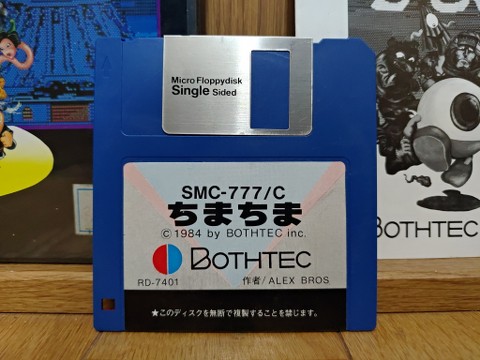 Micro Floppydisk
Single Sided
SMC-777/C
ちまちま
©1984 by BOTHTEC inc.
BOTHTEC
RD-7401 作者/ALEX BROS
★このディスクを無断で複製することを禁じます。
BOTHTEC